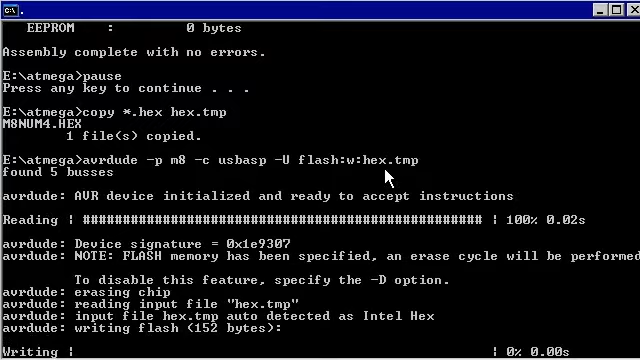 C:\ .
EEPROM : 0 bytes
Assembly complete with no errors.
E:\atmega>pause
Press any key to continue . . .
E:\atmega>copy *.hex hex.tmp
M8NUM4.HEX
1 file(s) copied.
E:\atmega>avrdude -p m8 -c usbasp -U flash:w:hex.tmp
found 5 busses
avrdude: AVR device initialized and ready to accept instructions
Reading | ################################################## | 100% 0.02s
avrdude: Device signature = 0x1e9307
avrdude: NOTE: FLASH memory has been specified, an erase cycle will be performed
To disable this feature, specify the -D option.
avrdude: erasing chip
avrdude: reading input file "hex.tmp"
avrdude: input file hex.tmp auto detected as Intel Hex
avrdude: writing flash (152 bytes):
Writing | | 0% 0.00s